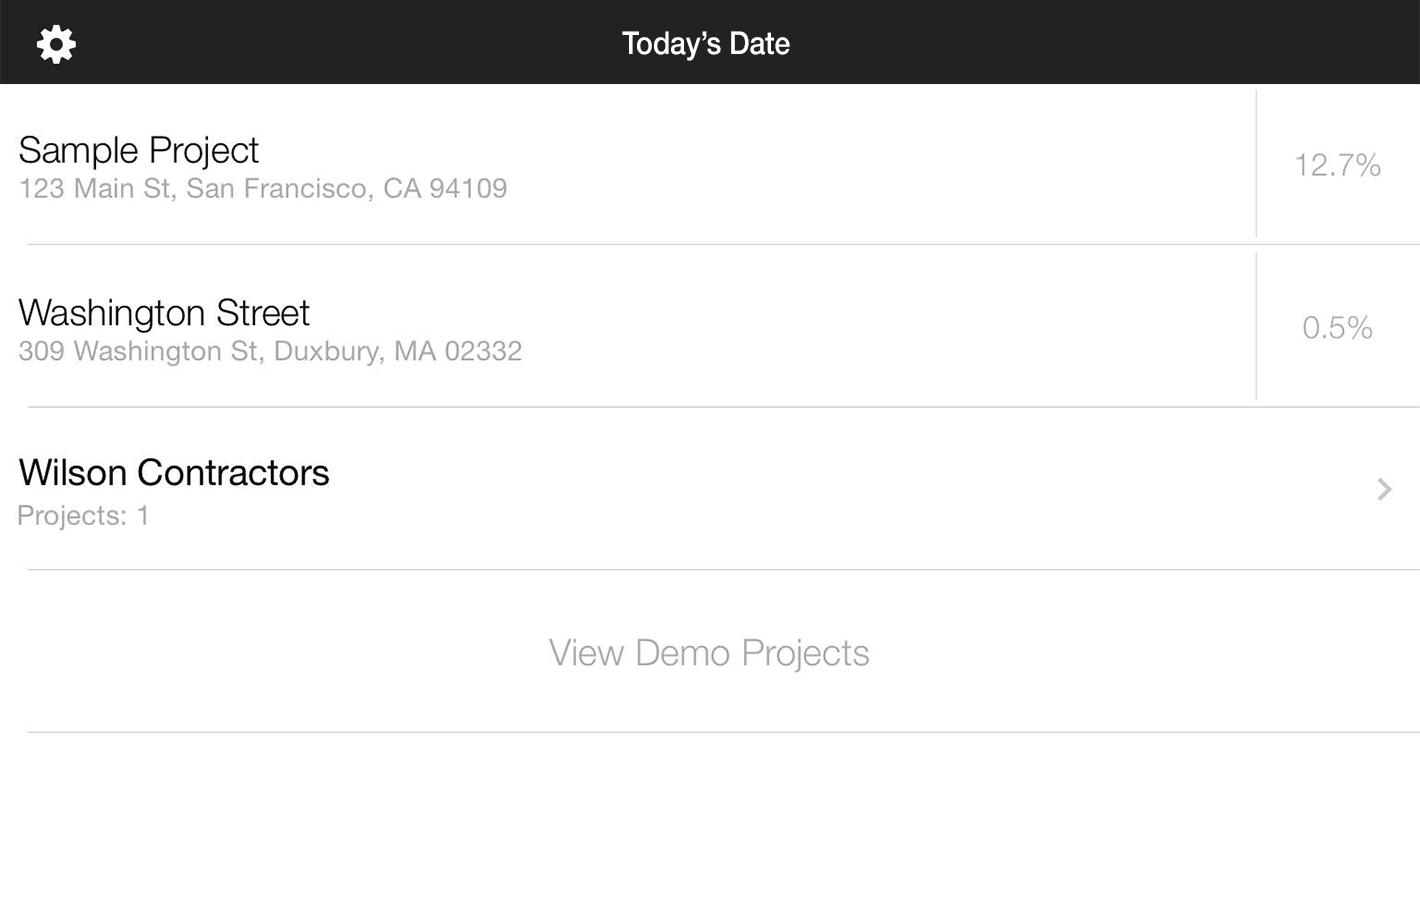 Today’s Date
Sample Project
123 Main St, San Francisco, CA 94109
12.7%
Washington Street
309 Washington St, Duxbury, MA 02332
0.5%
Wilson Contractors
Projects: 1
View Demo Projects